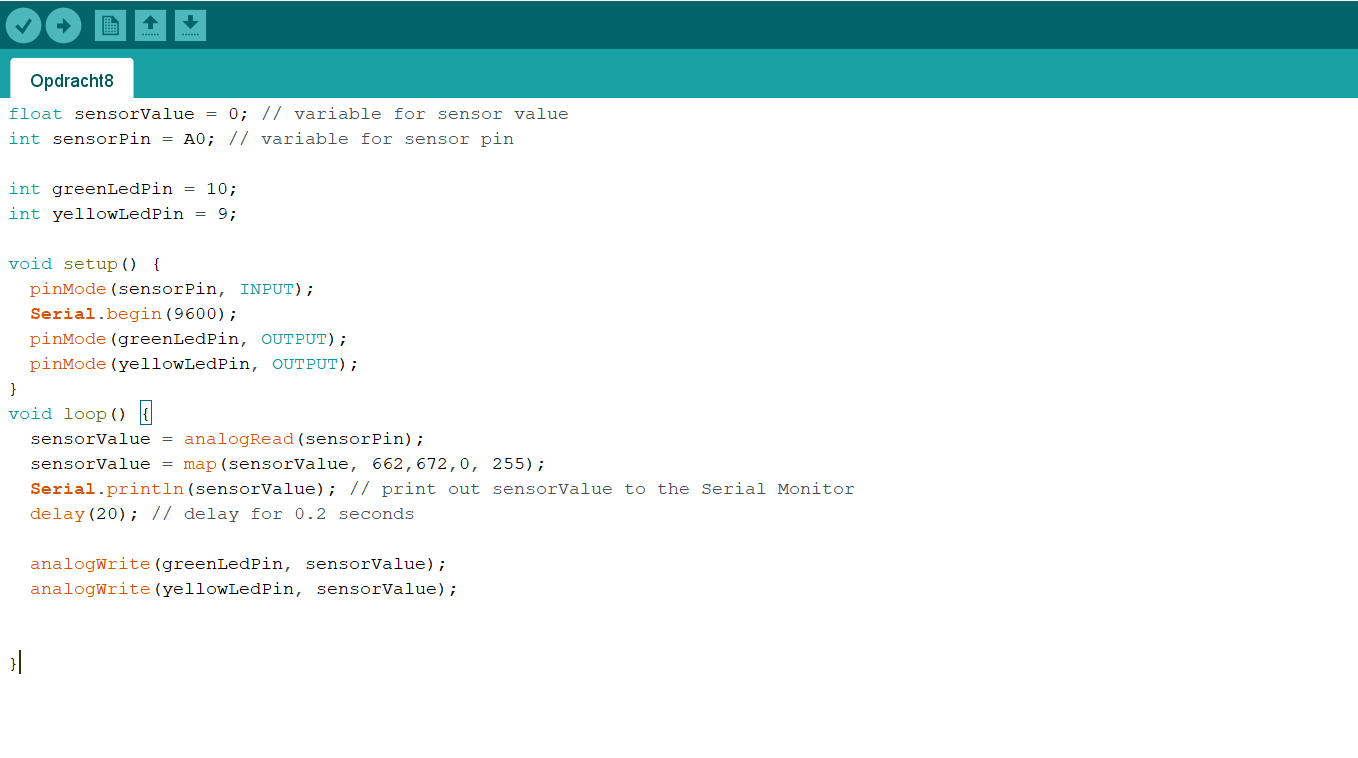 Opdracht8
float sensorValue = 0; // variable for sensor value
int sensorPin = A0; // variable for sensor pin
int greenLedPin = 10;
int yellowLedPin = 9;
void setup() {
pinMode(sensorPin, INPUT);
Serial.begin(9600);
pinMode(greenLedPin, OUTPUT);
pinMode(yellowLedPin, OUTPUT);
}
void loop() {
sensorValue = analogRead(sensorPin);
sensorValue = map(sensorValue, 662,672,0, 255);
Serial.println(sensorValue); // print out sensorValue to the Serial Monitor
delay(20); // delay for 0.2 seconds
analogWrite(greenLedPin, sensorValue);
analogWrite(yellowLedPin, sensorValue);
}